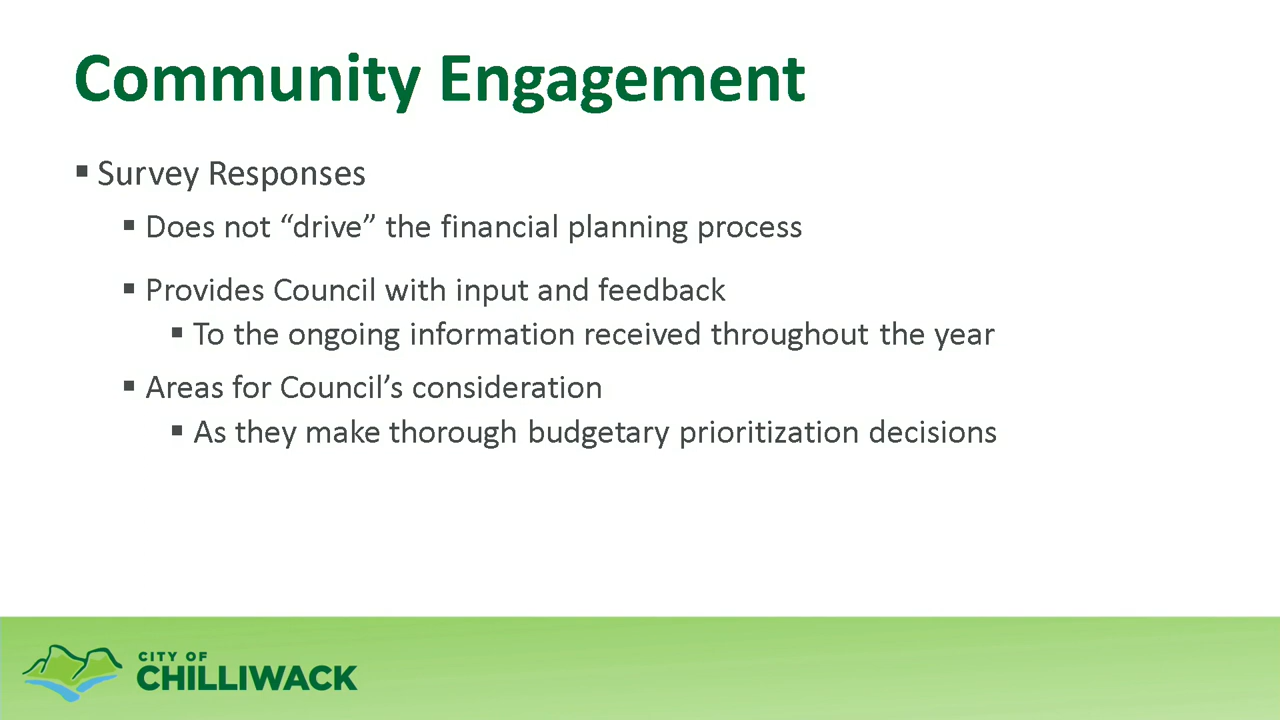 Community Engagement
▪ Survey Responses
▪ Does not “drive” the financial planning process
▪ Provides Council with input and feedback
▪ To the ongoing information received throughout the year
▪ Areas for Council’s consideration
▪ As they make thorough budgetary prioritization decisions
CITY OF
CHILLIWACK